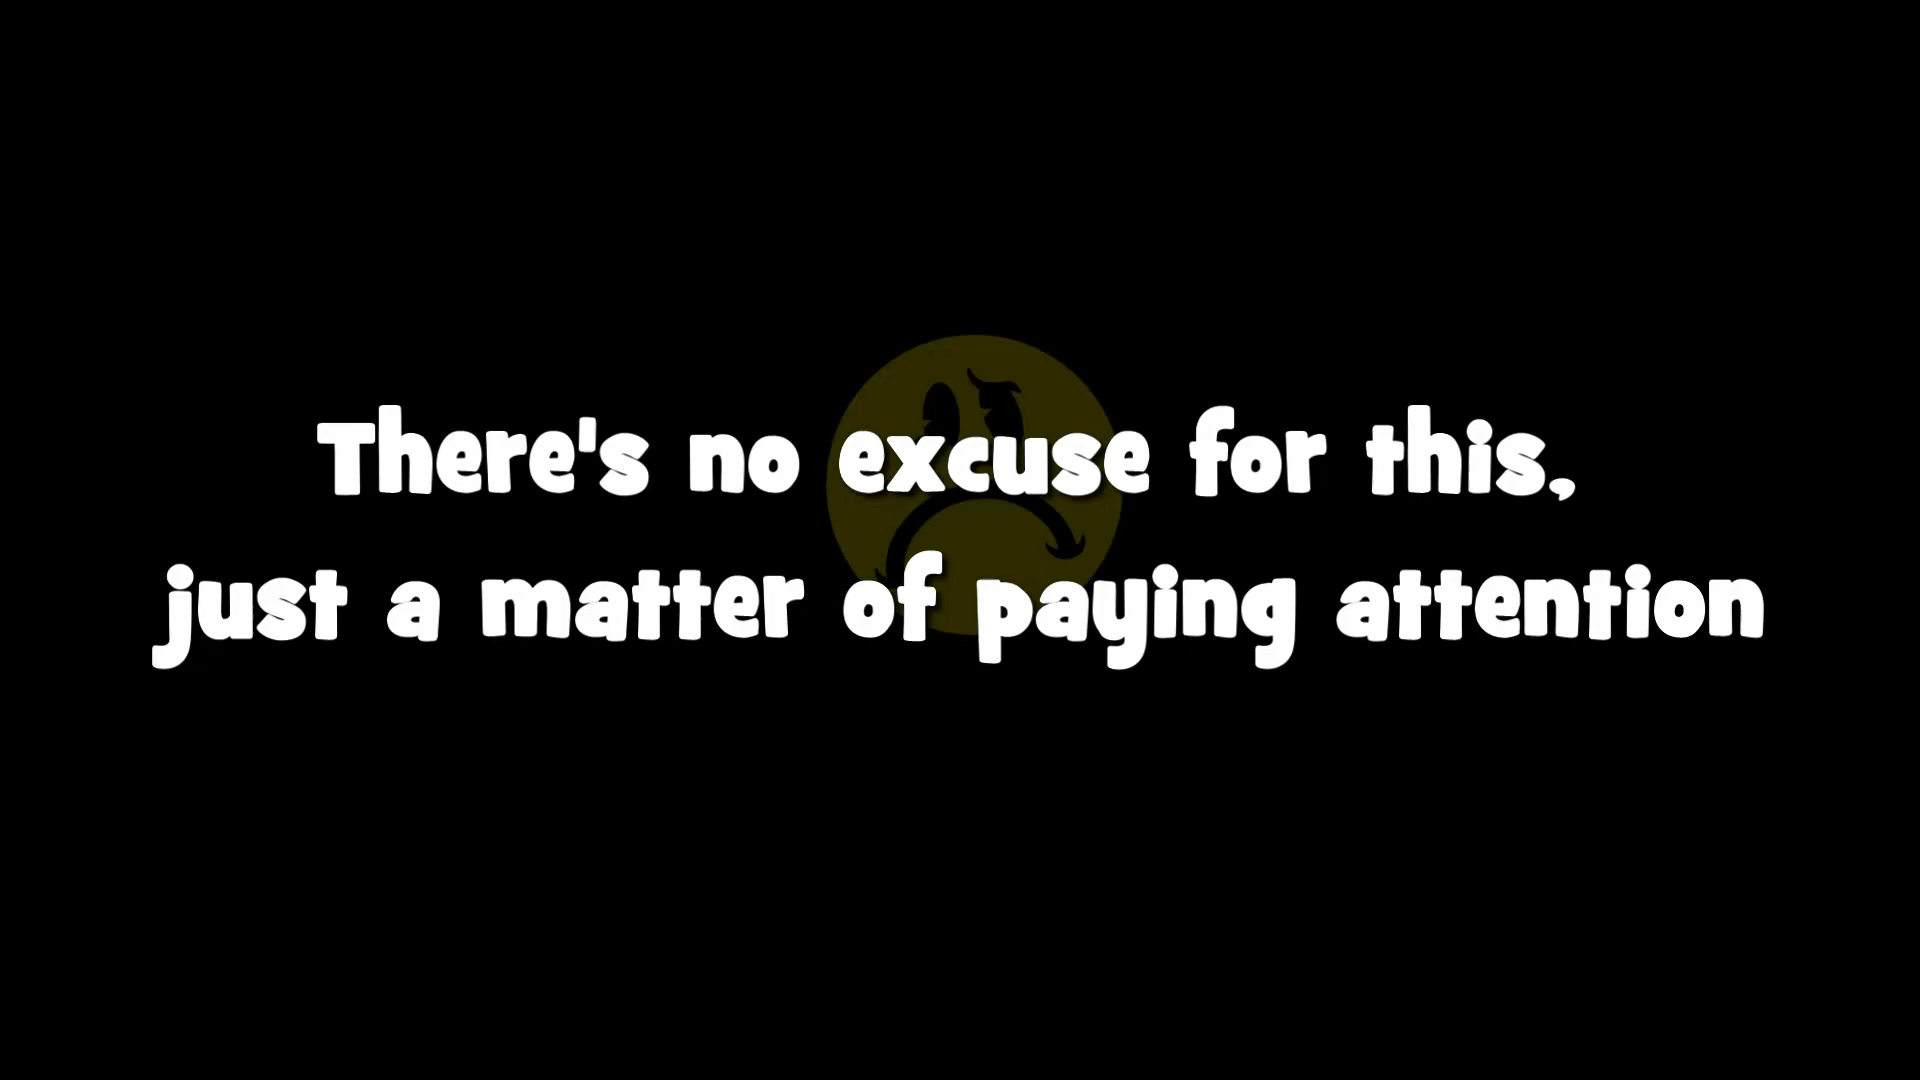 There's no excuse for this,
just a matter of paying attention